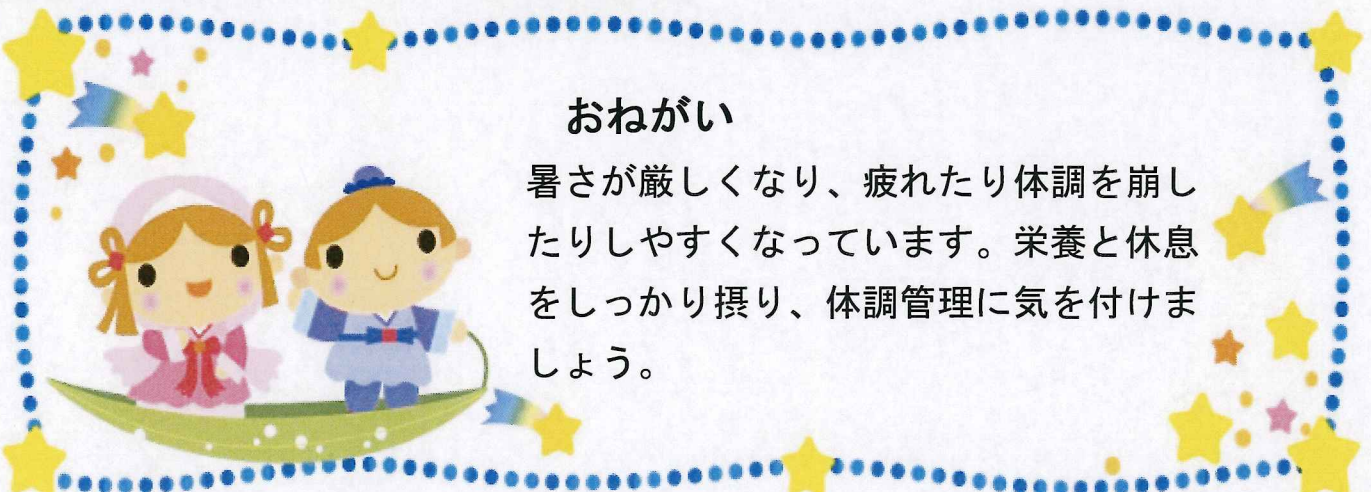 おねがい
暑さが厳しくなり、疲れたり体調を崩し
たりしやすくなっています。栄養と休息
をしっかり摂り、体調管理に気を付けま
しょう。